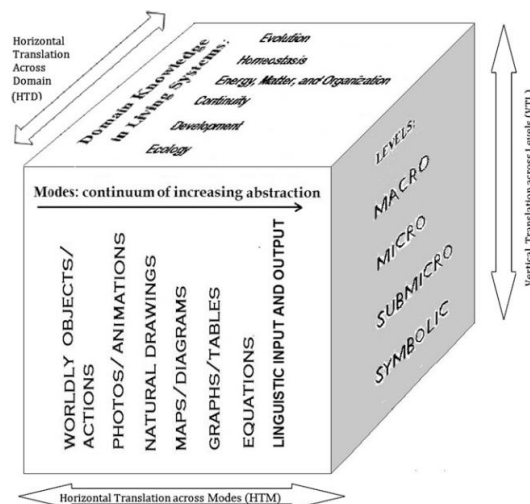 Horizontal
Translation
Across
Domain
(HTD)
Domain Knowledge
in Living Systems:
Evolution
Homeostasis
Energy, Matter, and Organization
Continuity
Development
Ecology
Modes: continuum of increasing abstraction
WORLDLY OBJECTS/
ACTIONS
PHOTOS/ANIMATIONS
NATURAL DRAWINGS
MAPS/DIAGRAMS
GRAPHS/TABLES
EQUATIONS
LINGUISTIC INPUT AND OUTPUT
LEVELS:
MACRO
MICRO
SUBMICRO
SYMBOLIC
Vertical Translation across Levels (VTL)
Horizontal Translation across Modes (HTM)